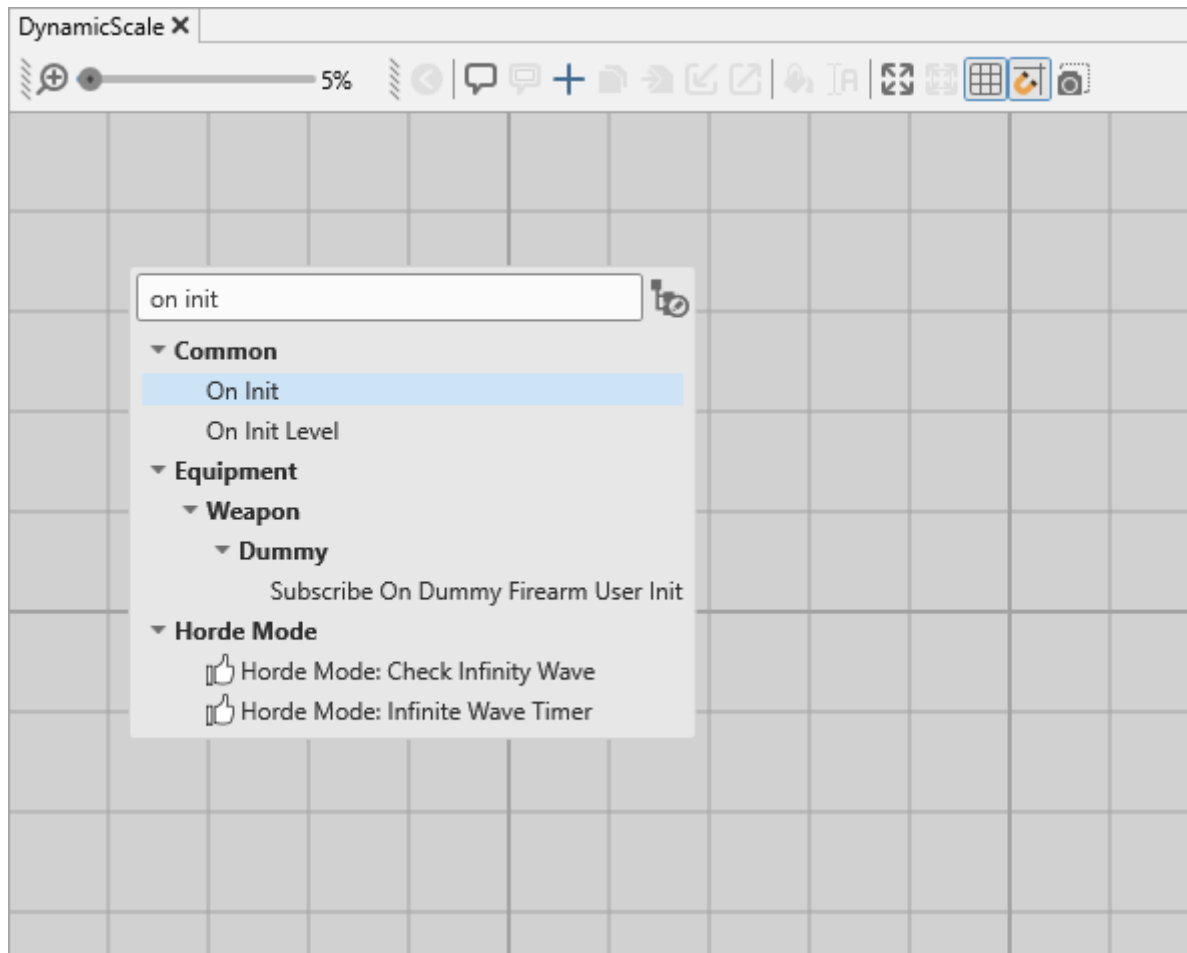 DynamicScale
5%
on init
Common
On Init
On Init Level
Equipment
Weapon
Dummy
Subscribe On Dummy Firearm User Init
Horde Mode
Horde Mode: Check Infinity Wave
Horde Mode: Infinite Wave Timer